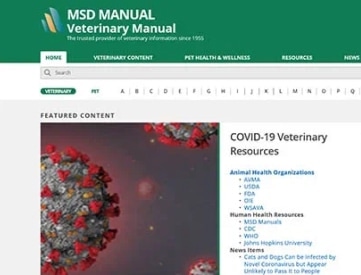 MSD MANUAL
Veterinary Manual
The trusted provider of veterinary information since 1955
HOME VETERINARY CONTENT PET HEALTH & WELLNESS RESOURCES NEWS
Search
VETERINARY PET A B C D E F G H I J K L M N O P Q
FEATURED CONTENT
COVID-19 Veterinary
Resources
Animal Health Organizations
• AVMA
• USDA
• FDA
• OIE
• WSAVA
Human Health Resources
• MSD Manuals
• CDC
• WHO
• Johns Hopkins University
News Items
• Cats and Dogs Can be Infected by
Novel Coronavirus but Appear
Unlikely to Pass it to People